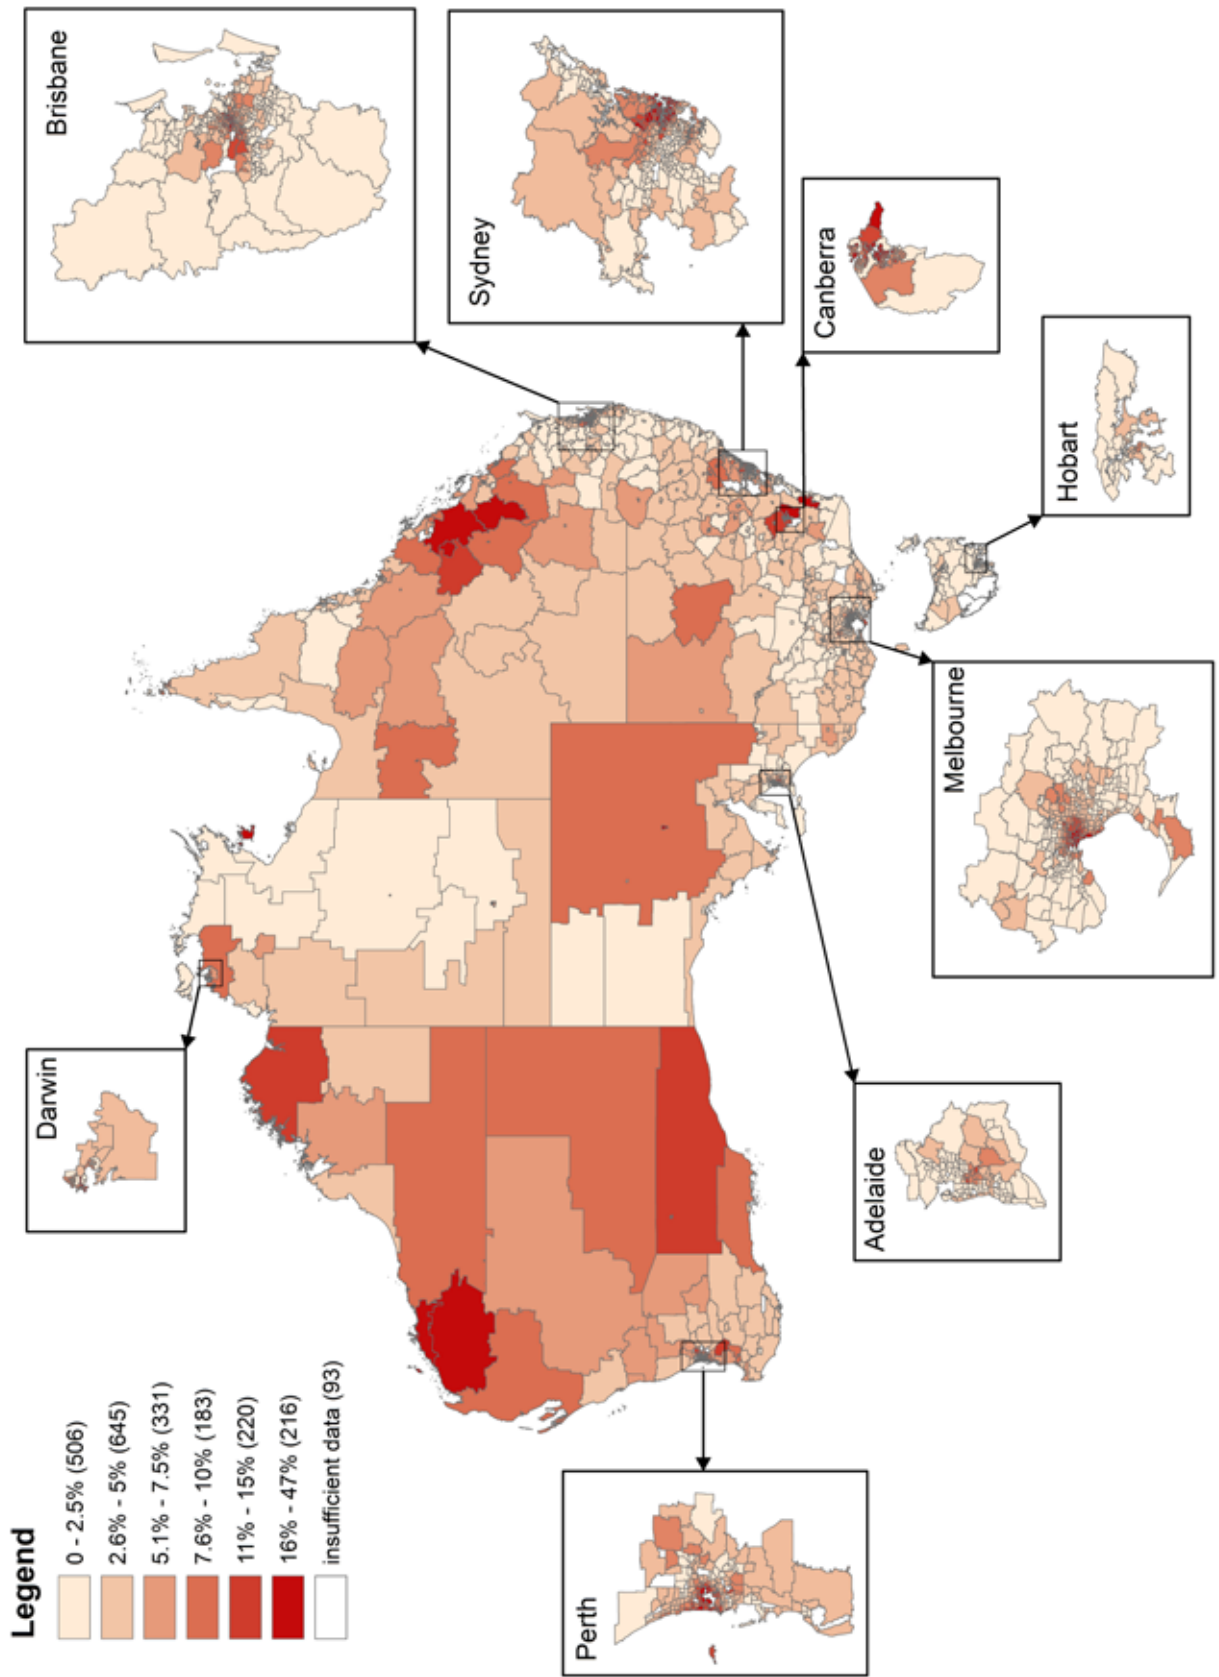 Legend
0 - 2.5% (506)
2.6% - 5% (645)
5.1% - 7.5% (331)
7.6% - 10% (183)
11% - 15% (220)
16% - 47% (216)
insufficient data (93)
Darwin
Brisbane
Sydney
Canberra
Hobart
Melbourne
Adelaide
Perth